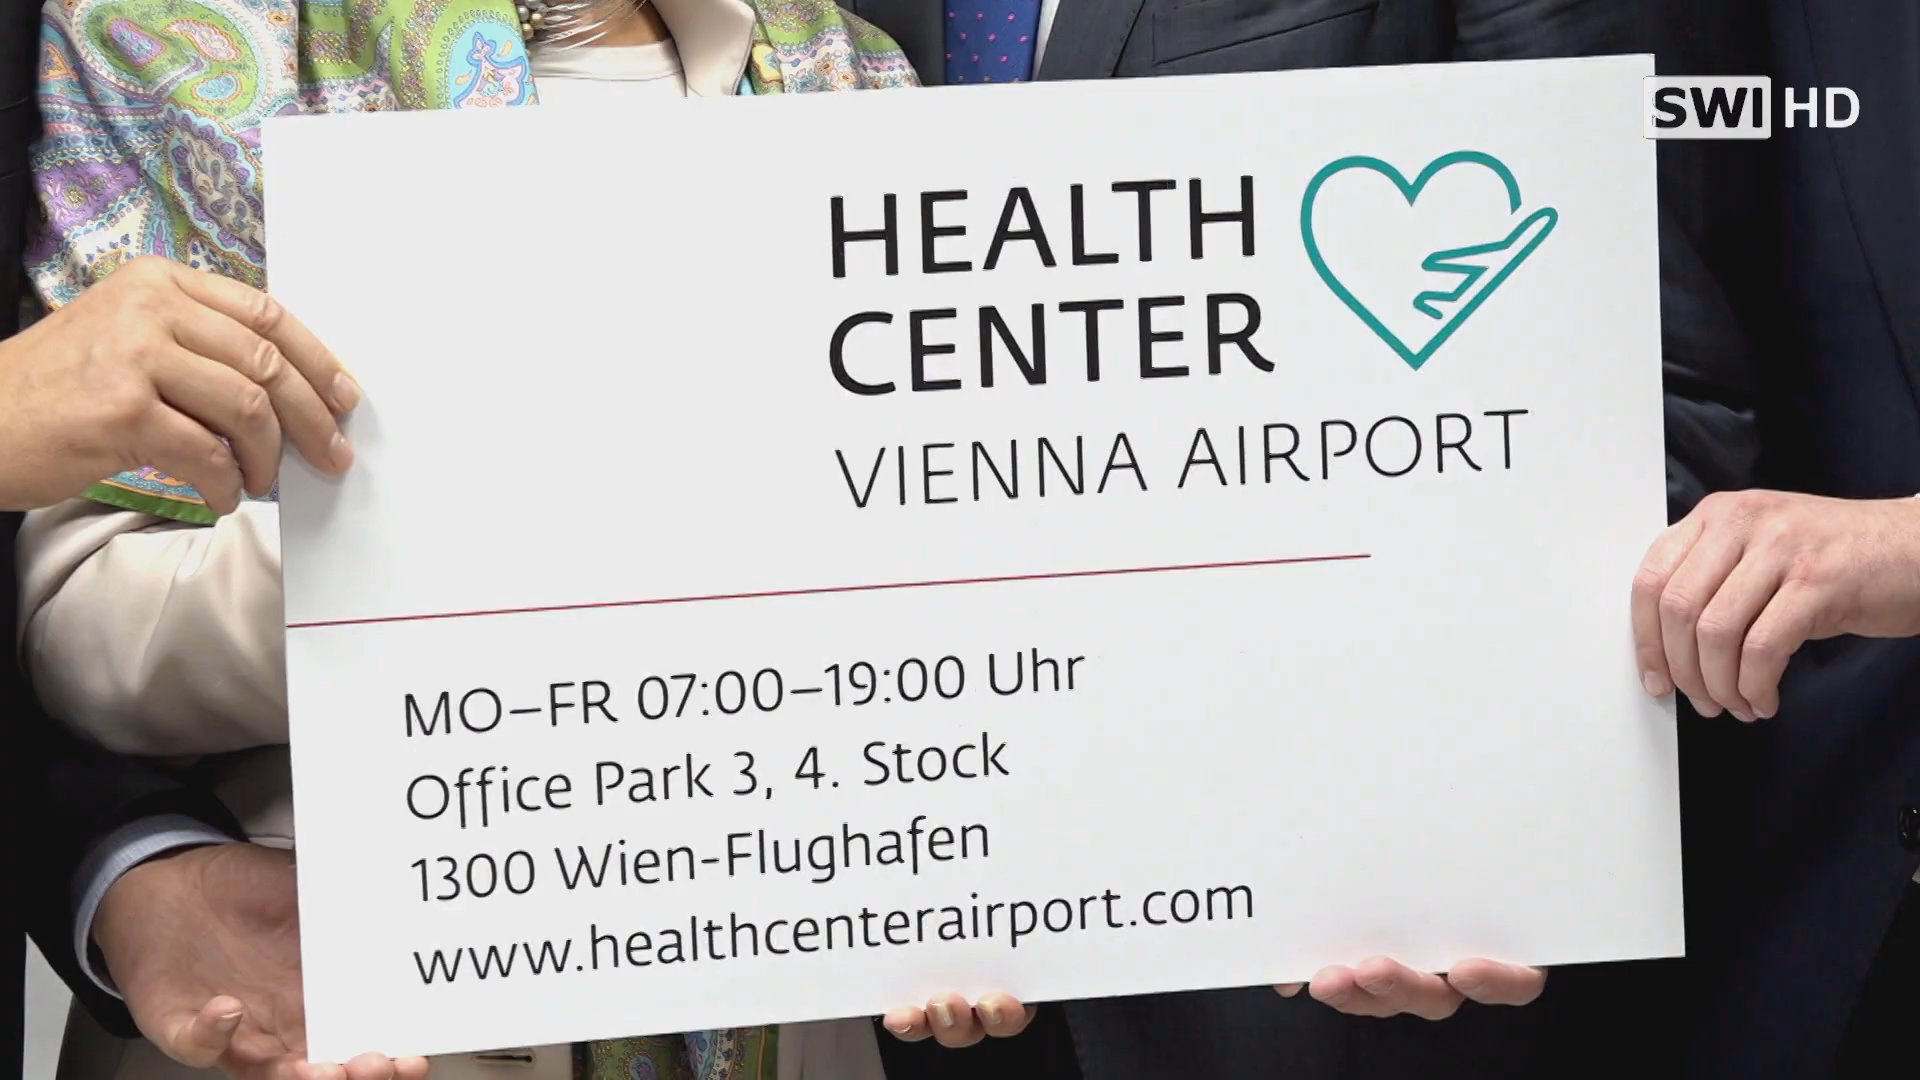 SWI HD
HEALTH
CENTER
VIENNA AIRPORT
MO–FR 07:00–19:00 Uhr
Office Park 3, 4. Stock
1300 Wien-Flughafen
www.healthcenterairport.com